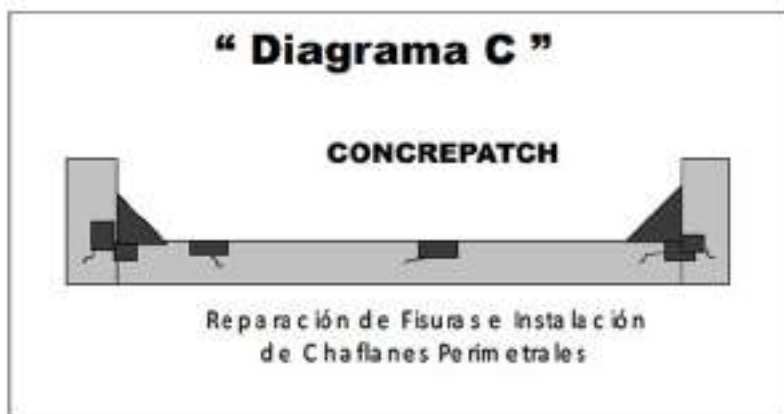 “ Diagrama C ”
CONCREPATCH
Reparación de Fisuras e Instalación
de Chaflanes Perimetrales